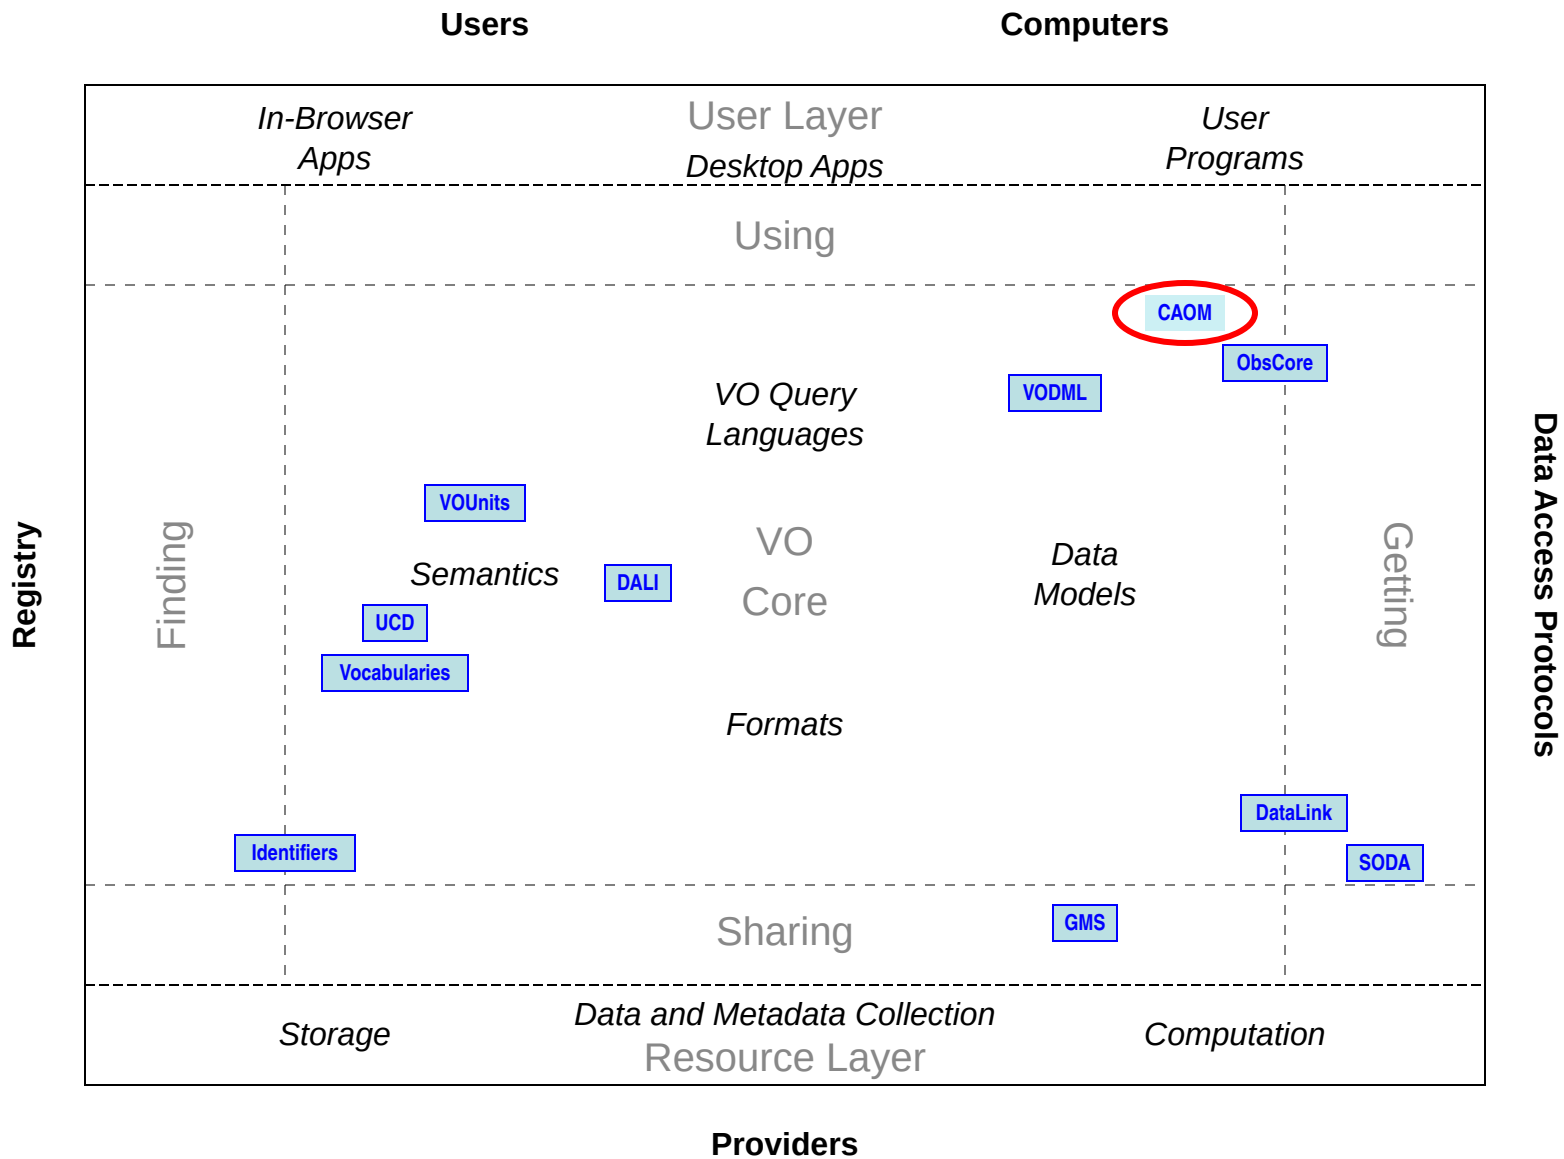 Users
Computers
In-Browser
Apps
User Layer
Desktop Apps
User
Programs
Using
CAOM
ObsCore
VODML
VO Query
Languages
VOUnits
Semantics
DALI
UCD
Vocabularies
VO
Core
Data
Models
Registry
Finding
Getting
Data Access Protocols
Formats
DataLink
Identifiers
SODA
Sharing
GMS
Storage
Data and Metadata Collection
Resource Layer
Computation
Providers